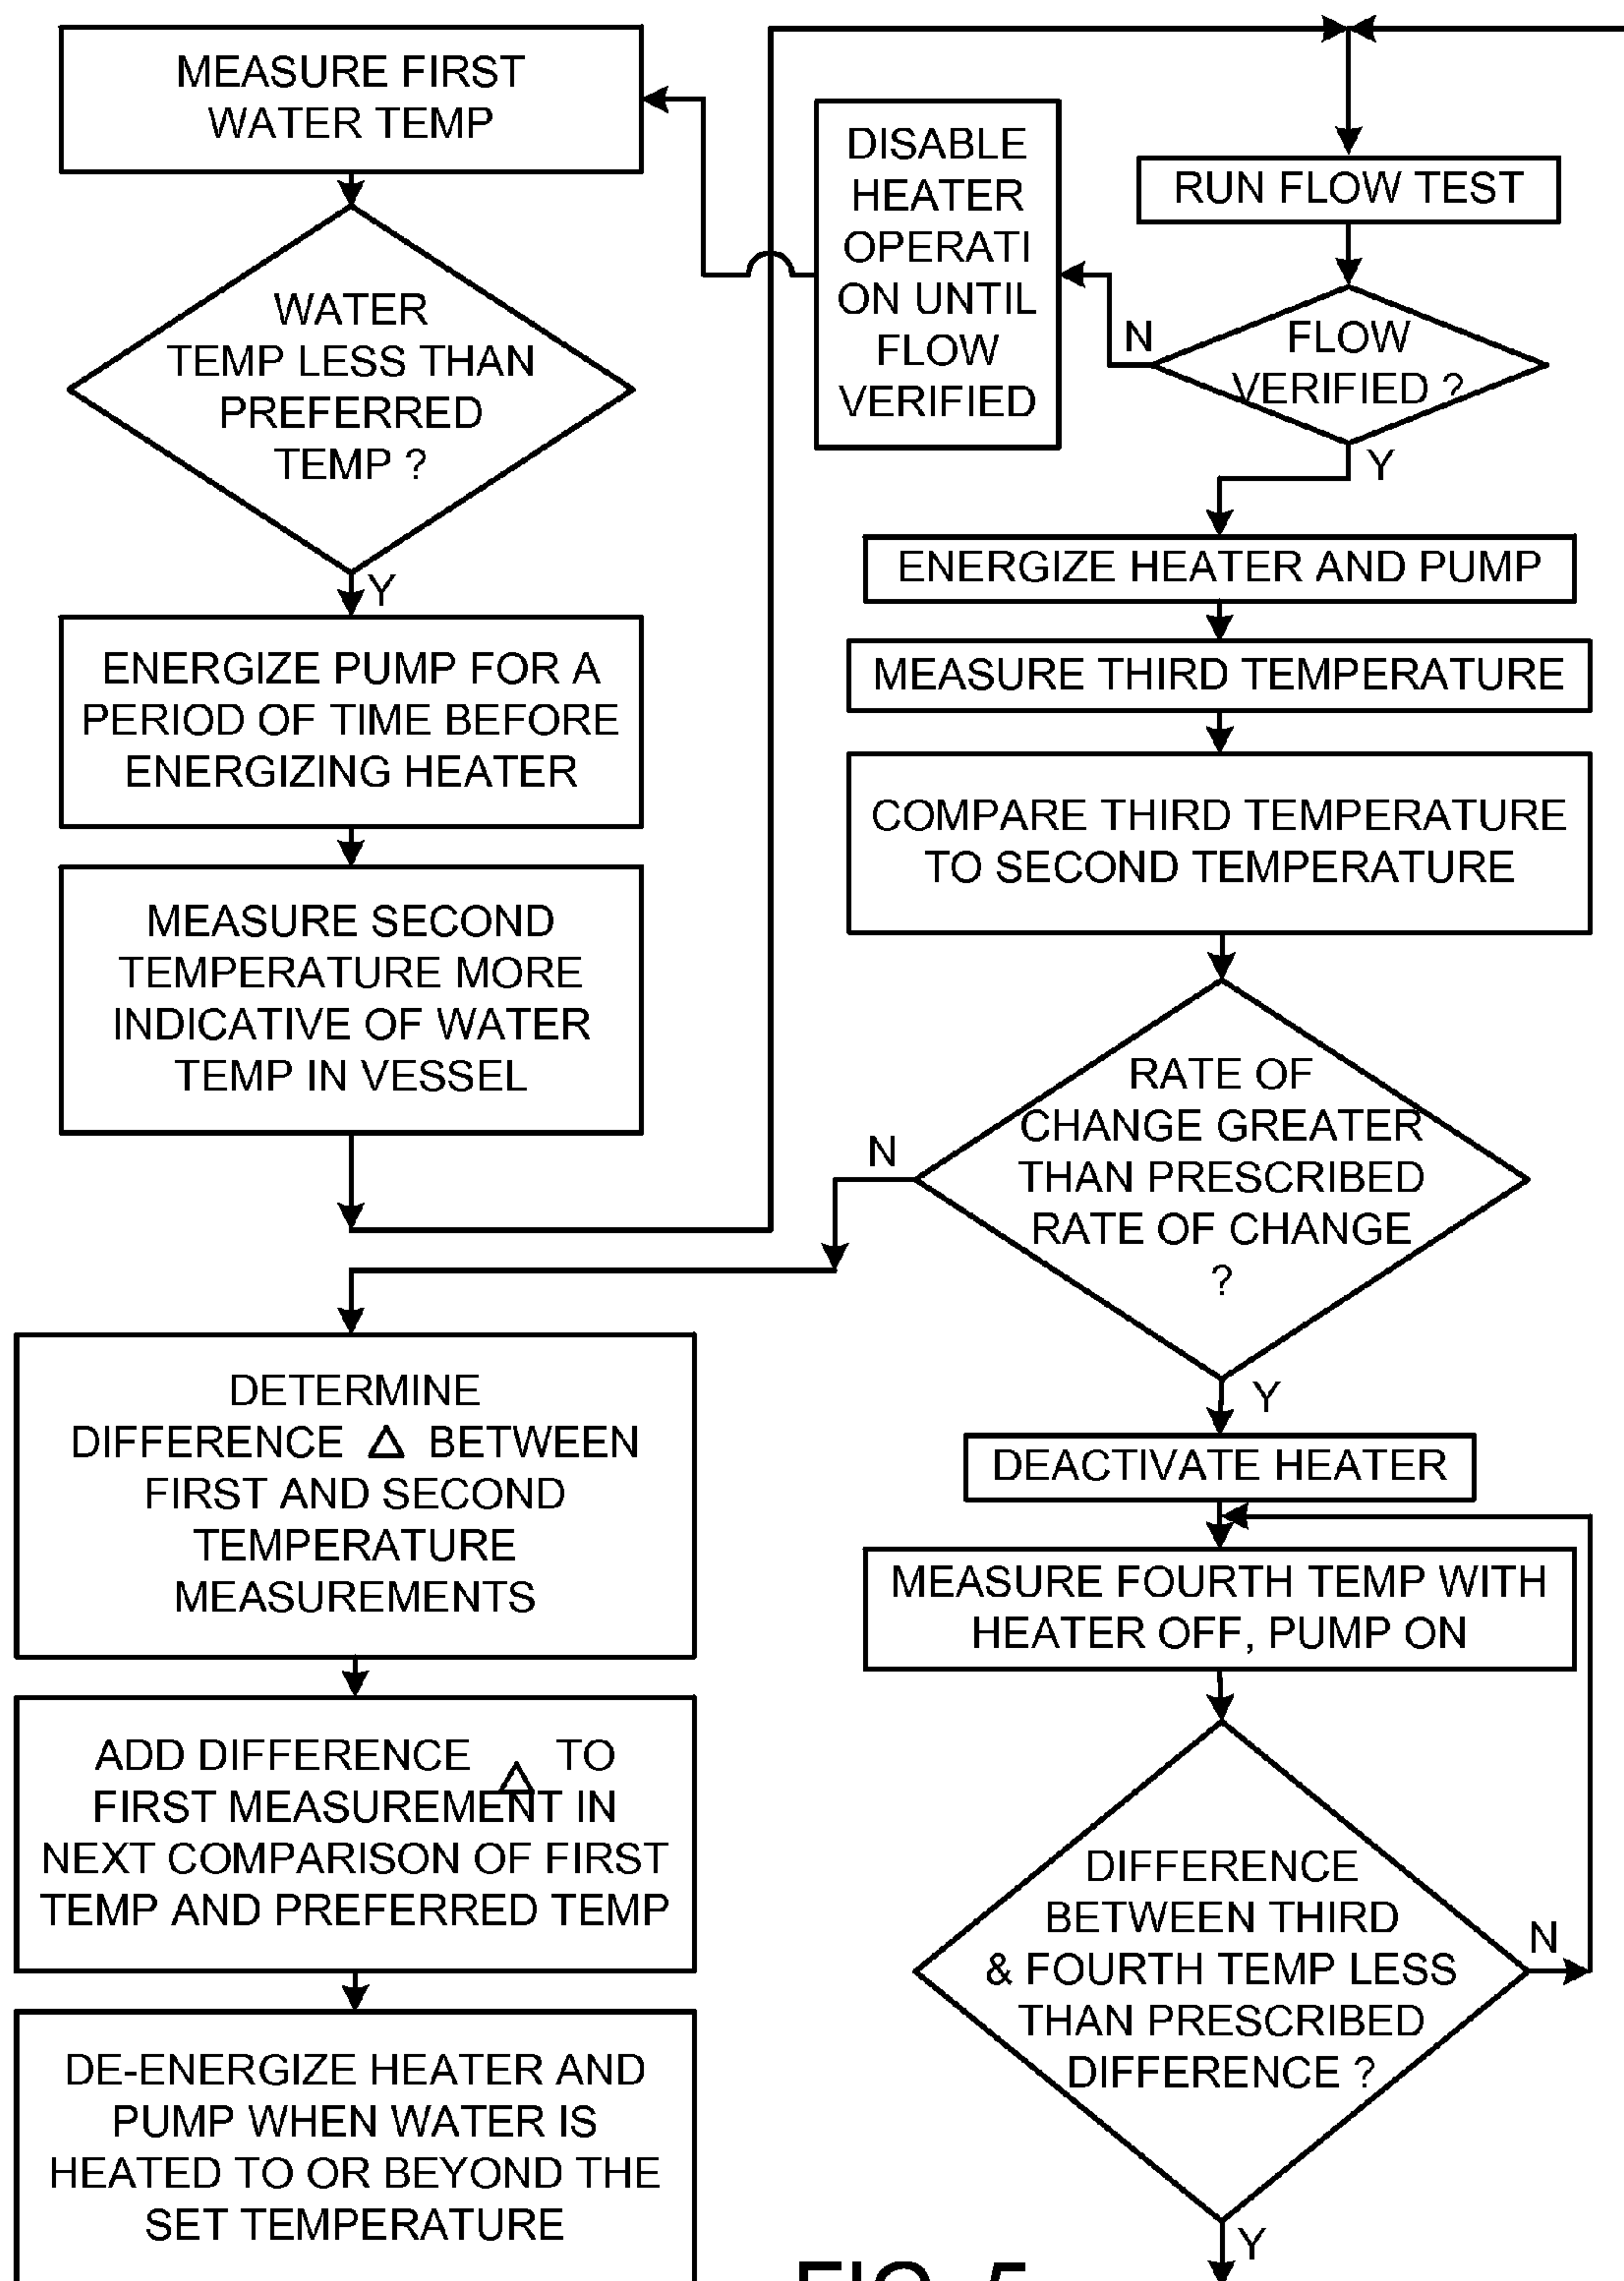 MEASURE FIRST
WATER TEMP
WATER
TEMP LESS THAN
PREFERRED
TEMP ?
Y
ENERGIZE PUMP FOR A
PERIOD OF TIME BEFORE
ENERGIZING HEATER
MEASURE SECOND
TEMPERATURE MORE
INDICATIVE OF WATER
TEMP IN VESSEL
DISABLE
HEATER
OPERATI
ON UNTIL
FLOW
VERIFIED
RUN FLOW TEST
FLOW
VERIFIED ?
N
Y
ENERGIZE HEATER AND PUMP
MEASURE THIRD TEMPERATURE
COMPARE THIRD TEMPERATURE
TO SECOND TEMPERATURE
RATE OF
CHANGE GREATER
THAN PRESCRIBED
RATE OF CHANGE
?
N
Y
DETERMINE
DIFFERENCE Δ BETWEEN
FIRST AND SECOND
TEMPERATURE
MEASUREMENTS
ADD DIFFERENCE Δ TO
FIRST MEASUREMENT IN
NEXT COMPARISON OF FIRST
TEMP AND PREFERRED TEMP
DE-ENERGIZE HEATER AND
PUMP WHEN WATER IS
HEATED TO OR BEYOND THE
SET TEMPERATURE
DEACTIVATE HEATER
MEASURE FOURTH TEMP WITH
HEATER OFF, PUMP ON
DIFFERENCE
BETWEEN THIRD
& FOURTH TEMP LESS
THAN PRESCRIBED
DIFFERENCE ?
N
Y
FIG. 5